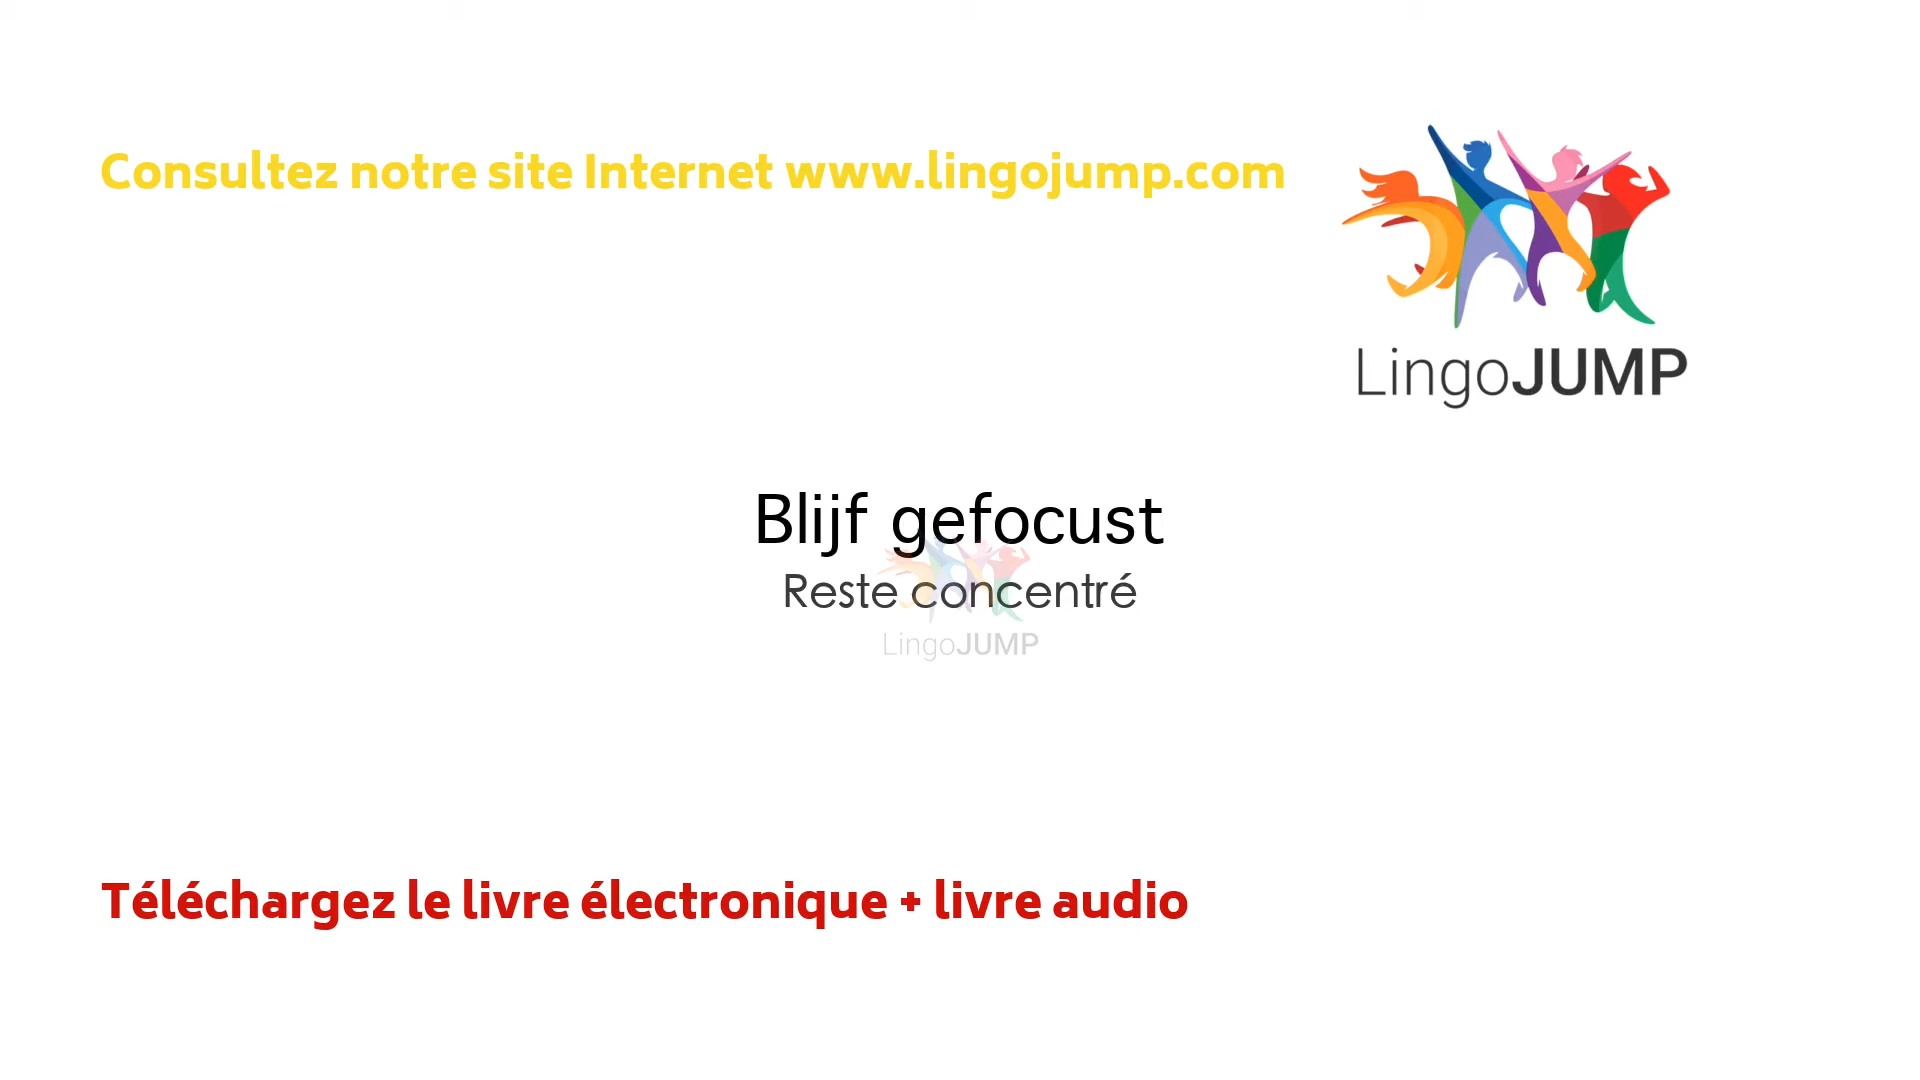 Consultez notre site Internet www.lingojump.com
LingoJUMP
Blijf gefocust
Reste concentré
LingoJUMP
Téléchargez le livre électronique + livre audio